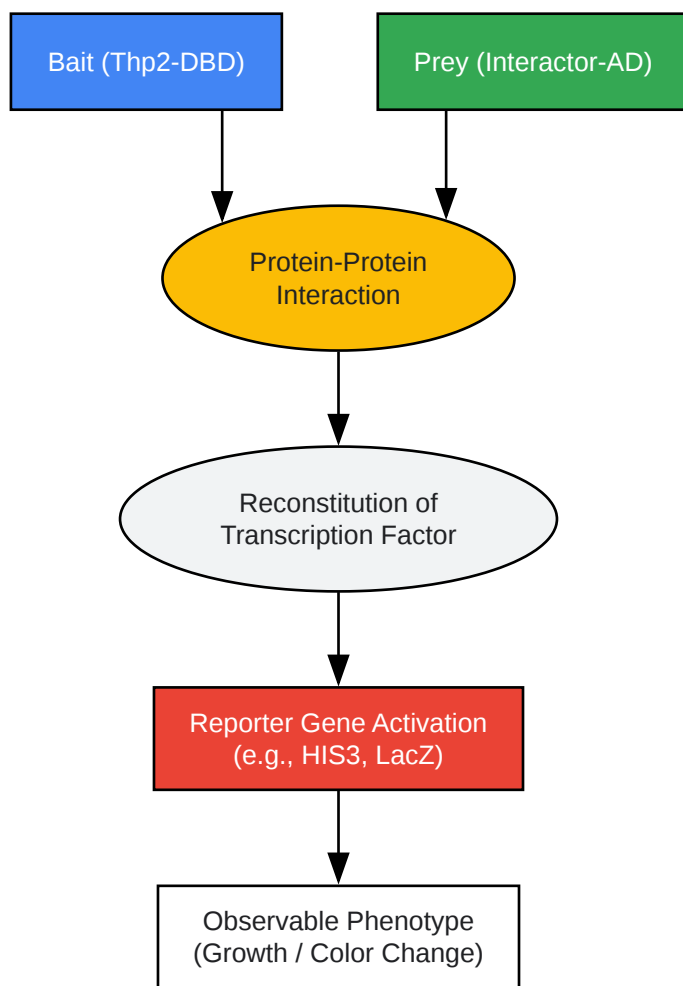 Bait (Thp2-DBD)
Prey (Interactor-AD)
Protein-Protein
Interaction
Reconstitution of
Transcription Factor
Reporter Gene Activation
(e.g., HIS3, LacZ)
Observable Phenotype
(Growth / Color Change)